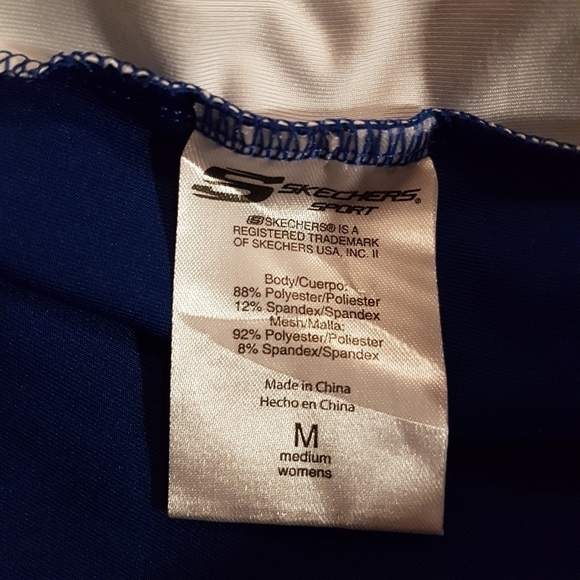 SKECHERS®
SPORT
SKECHERS® IS A
REGISTERED TRADEMARK
OF SKECHERS USA, INC. II
Body/Cuerpo:
88% Polyester/Poliester
12% Spandex/Spandex
Mesh/Malla:
92% Polyester/Poliester
8% Spandex/Spandex
Made in China
Hecho en China
M
medium
womens